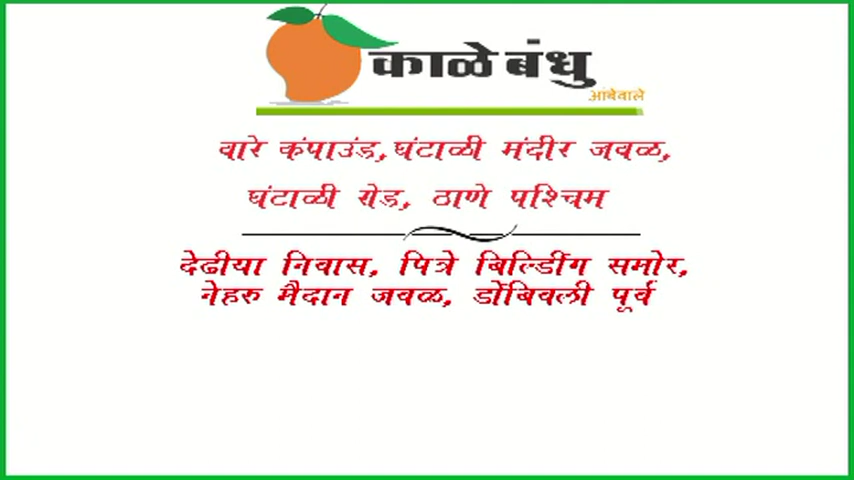 काळे बंधु
आंबेवाले
वारे कंपाउंड,घंटाळी मंदीर जवळ,
घंटाळी रोड, ठाणे पश्चिम
देढीया निवास, पित्रे बिल्डिींग समोर,
नेहरु मैदान जवळ, डोंबिवली पूर्व